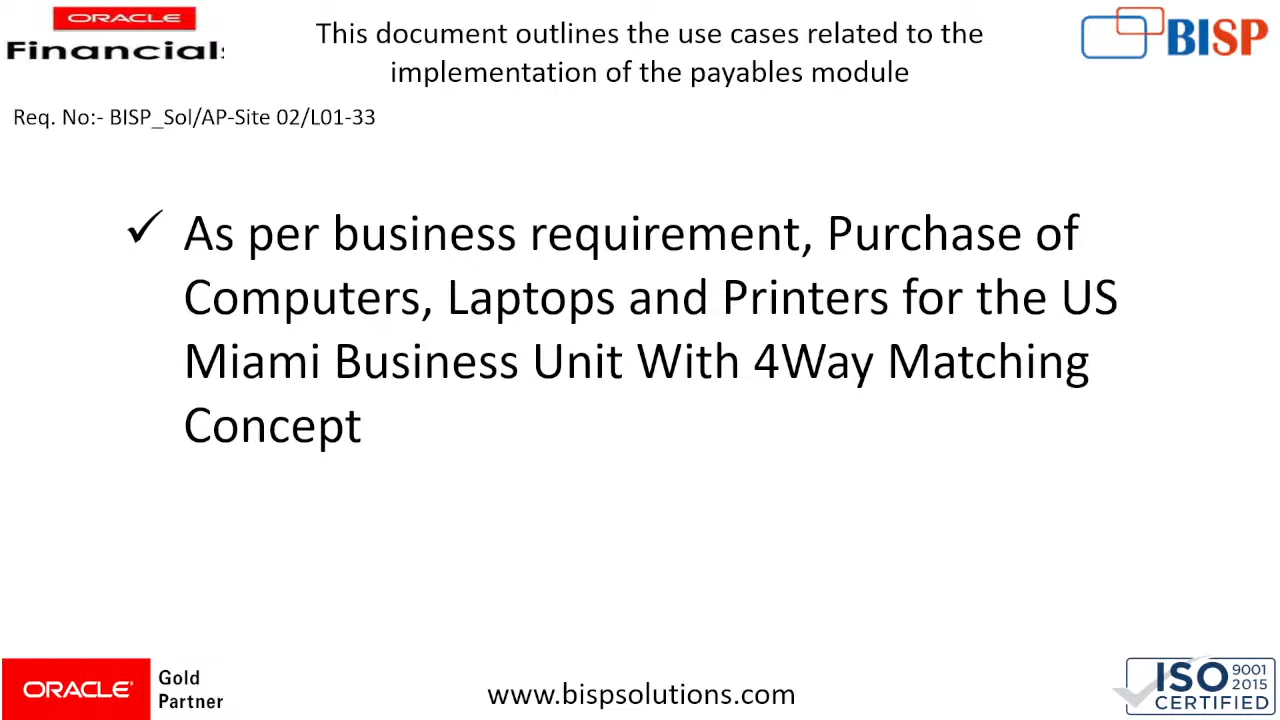 ORACLE
Financials
This document outlines the use cases related to the
implementation of the payables module
BISP
Req. No:- BISP_Sol/AP-Site 02/L01-33
✓ As per business requirement, Purchase of
Computers, Laptops and Printers for the US
Miami Business Unit With 4Way Matching
Concept
ORACLE
Gold
Partner
www.bispsolutions.com
ISO 9001
2015
CERTIFIED